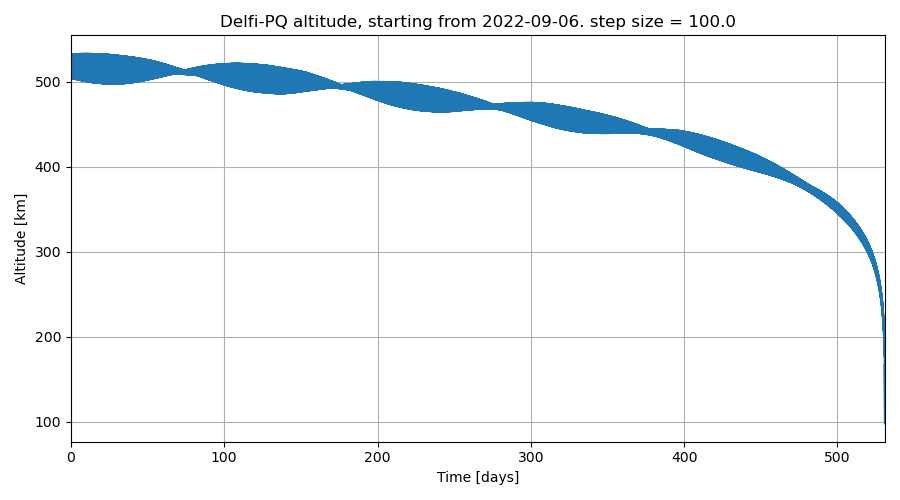 Delfi-PQ altitude, starting from 2022-09-06. step size = 100.0
500
400
300
200
100
Altitude [km]
0 100 200 300 400 500
Time [days]